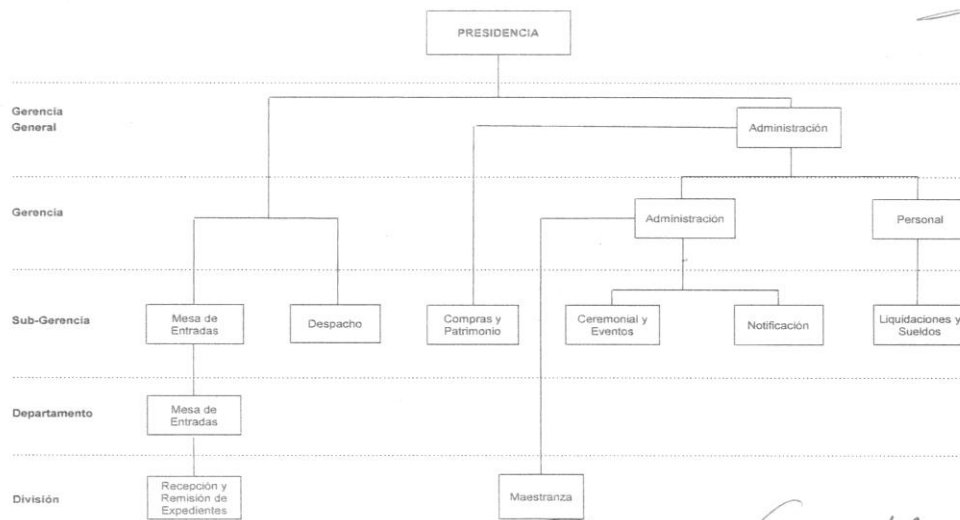 PRESIDENCIA
Gerencia
General
Administración
Gerencia
Administración
Personal
Sub-Gerencia
Mesa de
Entradas
Despacho
Compras y
Patrimonio
Ceremonial y
Eventos
Notificación
Liquidaciones y
Sueldos
Departamento
Mesa de
Entradas
División
Recepción y
Remisión de
Expedientes
Maestranza